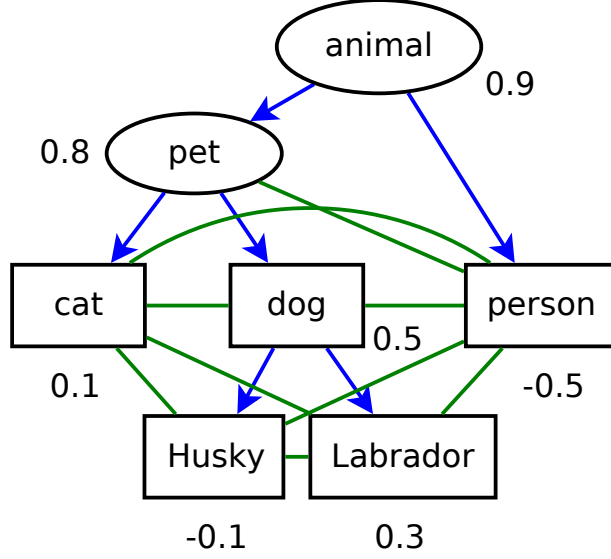 animal
0.9
0.8
pet
cat
dog
person
0.5
0.1
-0.5
Husky
Labrador
-0.1
0.3